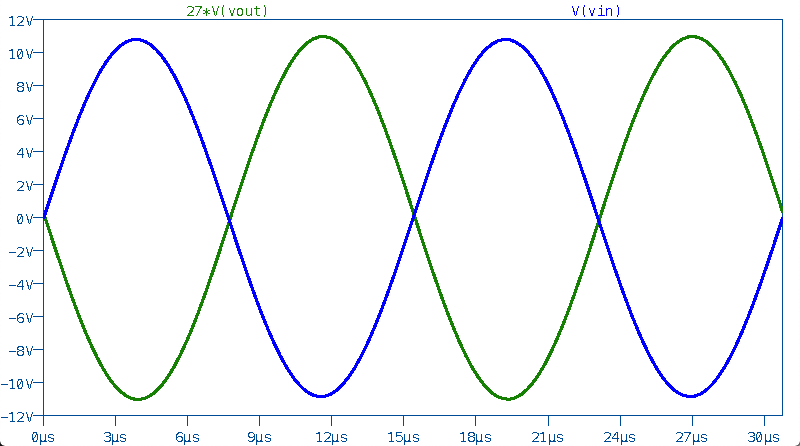 27*V(vout) V(vin)
12V
10V
8V
6V
4V
2V
0V
-2V
-4V
-6V
-8V
-10V
-12V
0µs 3µs 6µs 9µs 12µs 15µs 18µs 21µs 24µs 27µs 30µs